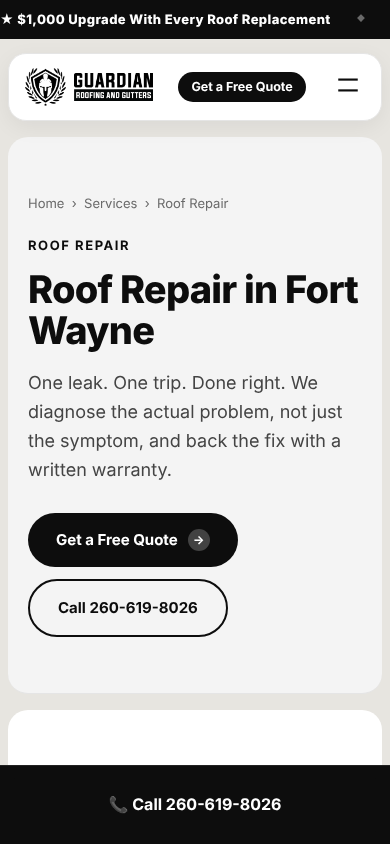 ★ $1,000 Upgrade With Every Roof Replacement ◆
GUARDIAN
ROOFING AND GUTTERS
Get a Free Quote
Home › Services › Roof Repair
ROOF REPAIR
Roof Repair in Fort
Wayne
One leak. One trip. Done right. We
diagnose the actual problem, not just
the symptom, and back the fix with a
written warranty.
Get a Free Quote →
Call 260-619-8026
📞 Call 260-619-8026